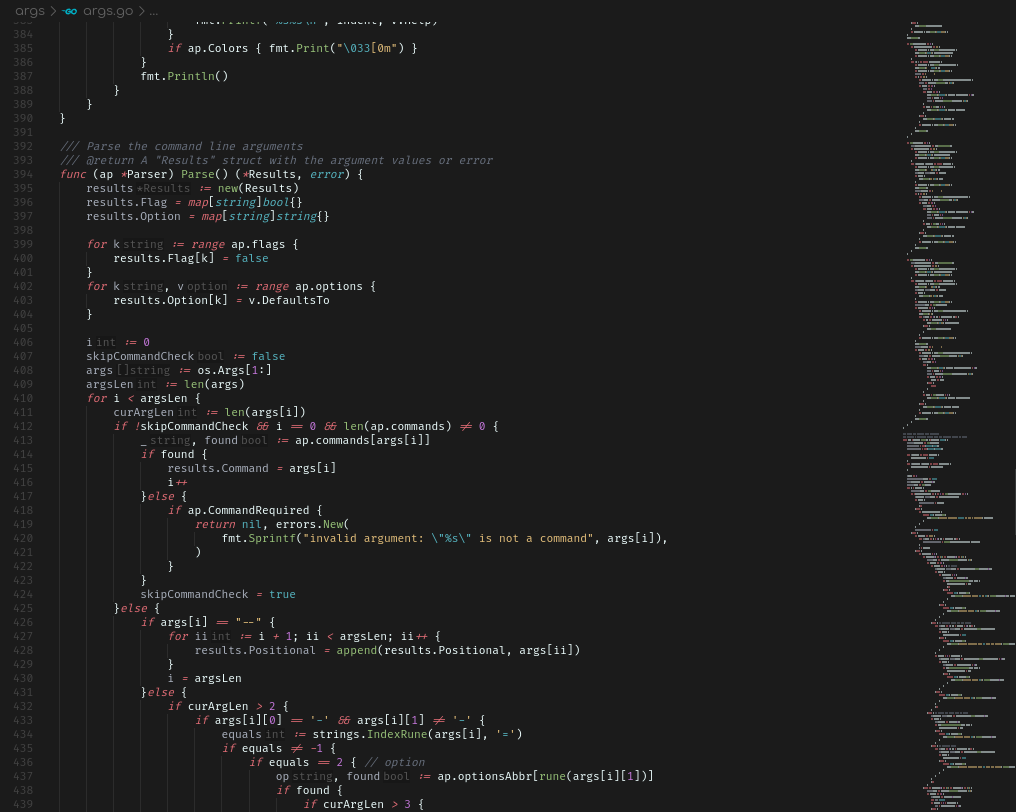 args > GO args.go > ...
384 }
385 if ap.Colors { fmt.Print("\033[0m") }
386 }
387 fmt.Println()
388 }
389 }
390 }
391
392 /// Parse the command line arguments
393 /// @return A "Results" struct with the argument values or error
394 func (ap *Parser) Parse() (*Results, error) {
395 results *Results := new(Results)
396 results.Flag = map[string]bool{}
397 results.Option = map[string]string{}
398
399 for k string := range ap.flags {
400 results.Flag[k] = false
401 }
402 for k string, v option := range ap.options {
403 results.Option[k] = v.DefaultsTo
404 }
405
406 i int := 0
407 skipCommandCheck bool := false
408 args []string := os.Args[1:]
409 argsLen int := len(args)
410 for i < argsLen {
411 curArgLen int := len(args[i])
412 if !skipCommandCheck && i == 0 && len(ap.commands) != 0 {
413 _ string, found bool := ap.commands[args[i]]
414 if found {
415 results.Command = args[i]
416 i++
417 }else {
418 if ap.CommandRequired {
419 return nil, errors.New(
420 fmt.Sprintf("invalid argument: \"%s\" is not a command", args[i]),
421 )
422 }
423 }
424 skipCommandCheck = true
425 }else {
426 if args[i] == "--" {
427 for ii int := i + 1; ii < argsLen; ii++ {
428 results.Positional = append(results.Positional, args[ii])
429 }
430 i = argsLen
431 }else {
432 if curArgLen > 2 {
433 if args[i][0] == '-' && args[i][1] != '-' {
434 equals int := strings.IndexRune(args[i], '=')
435 if equals != -1 {
436 if equals == 2 { // option
437 op string, found bool := ap.optionsAbbr[rune(args[i][1])]
438 if found {
439 if curArgLen > 3 {